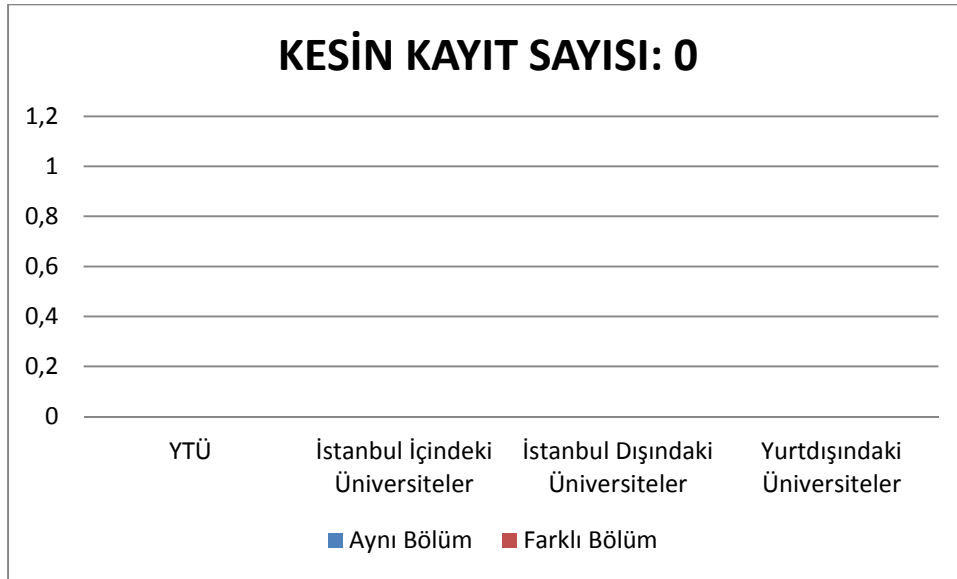 KESİN KAYIT SAYISI: 0
1,2
1
0,8
0,6
0,4
0,2
0
YTÜ
İstanbul İçindeki
Üniversiteler
İstanbul Dışındaki
Üniversiteler
Yurtdışındaki
Üniversiteler
Aynı Bölüm
Farklı Bölüm